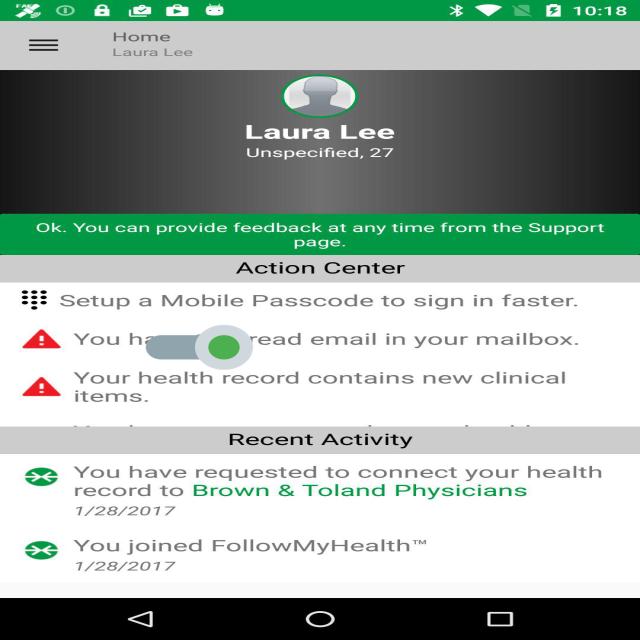 10:18
Home
Laura Lee
Laura Lee
Unspecified, 27
Ok. You can provide feedback at any time from the Support
page.
Action Center
Setup a Mobile Passcode to sign in faster.
You read email in your mailbox.
Your health record contains new clinical
items.
Recent Activity
You have requested to connect your health
record to Brown & Toland Physicians
1/28/2017
You joined FollowMyHealth™
1/28/2017